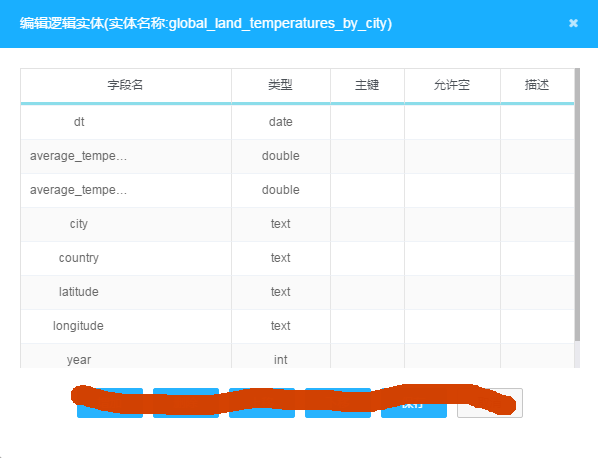 编辑逻辑实体(实体名称:global_land_temperatures_by_city) ×
字段名 类型 主键 允许空 描述
dt date
average_tempe... double
average_tempe... double
city text
country text
latitude text
longitude text
year int